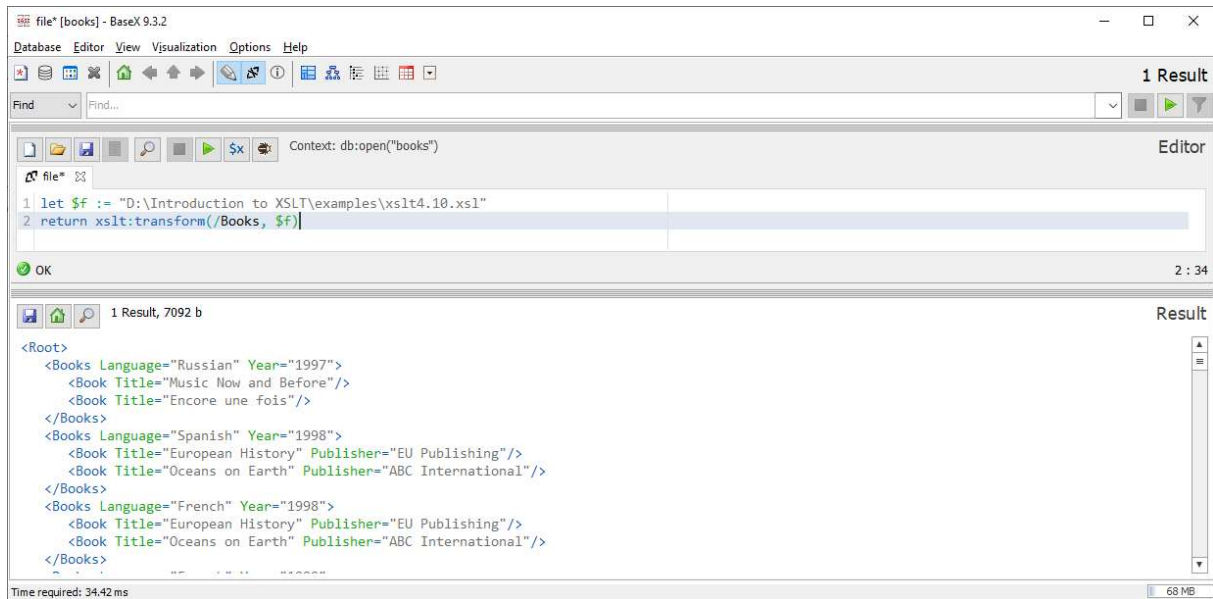 file* [books] - BaseX 9.3.2
Database Editor View Visualization Options Help
1 Result
Find Find...
$x Context: db:open("books") Editor
file*
1 let $f := "D:\Introduction to XSLT\examples\xslt4.10.xsl"
2 return xslt:transform(/Books, $f)
OK 2 : 34
1 Result, 7092 b Result
<Root>
<Books Language="Russian" Year="1997">
<Book Title="Music Now and Before"/>
<Book Title="Encore une fois"/>
</Books>
<Books Language="Spanish" Year="1998">
<Book Title="European History" Publisher="EU Publishing"/>
<Book Title="Oceans on Earth" Publisher="ABC International"/>
</Books>
<Books Language="French" Year="1998">
<Book Title="European History" Publisher="EU Publishing"/>
<Book Title="Oceans on Earth" Publisher="ABC International"/>
</Books>
Time required: 34.42 ms 68 MB